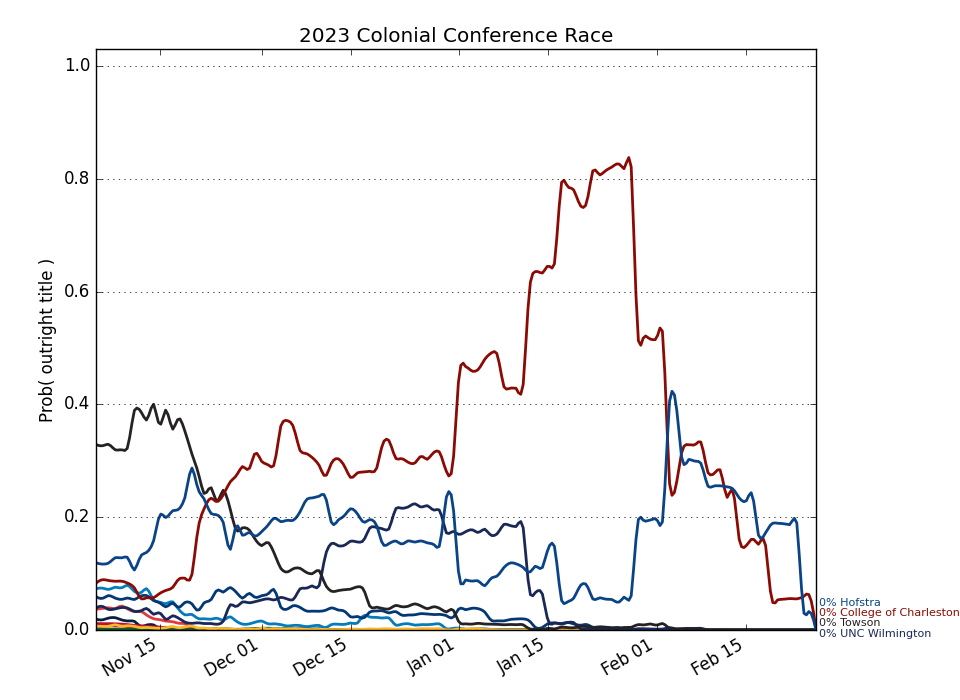 2023 Colonial Conference Race
1.0
0.8
0.6
0.4
0.2
0.0
Prob( outright title )
Nov 15
Dec 01
Dec 15
Jan 01
Jan 15
Feb 01
Feb 15
0% Hofstra
0% College of Charleston
0% Towson
0% UNC Wilmington